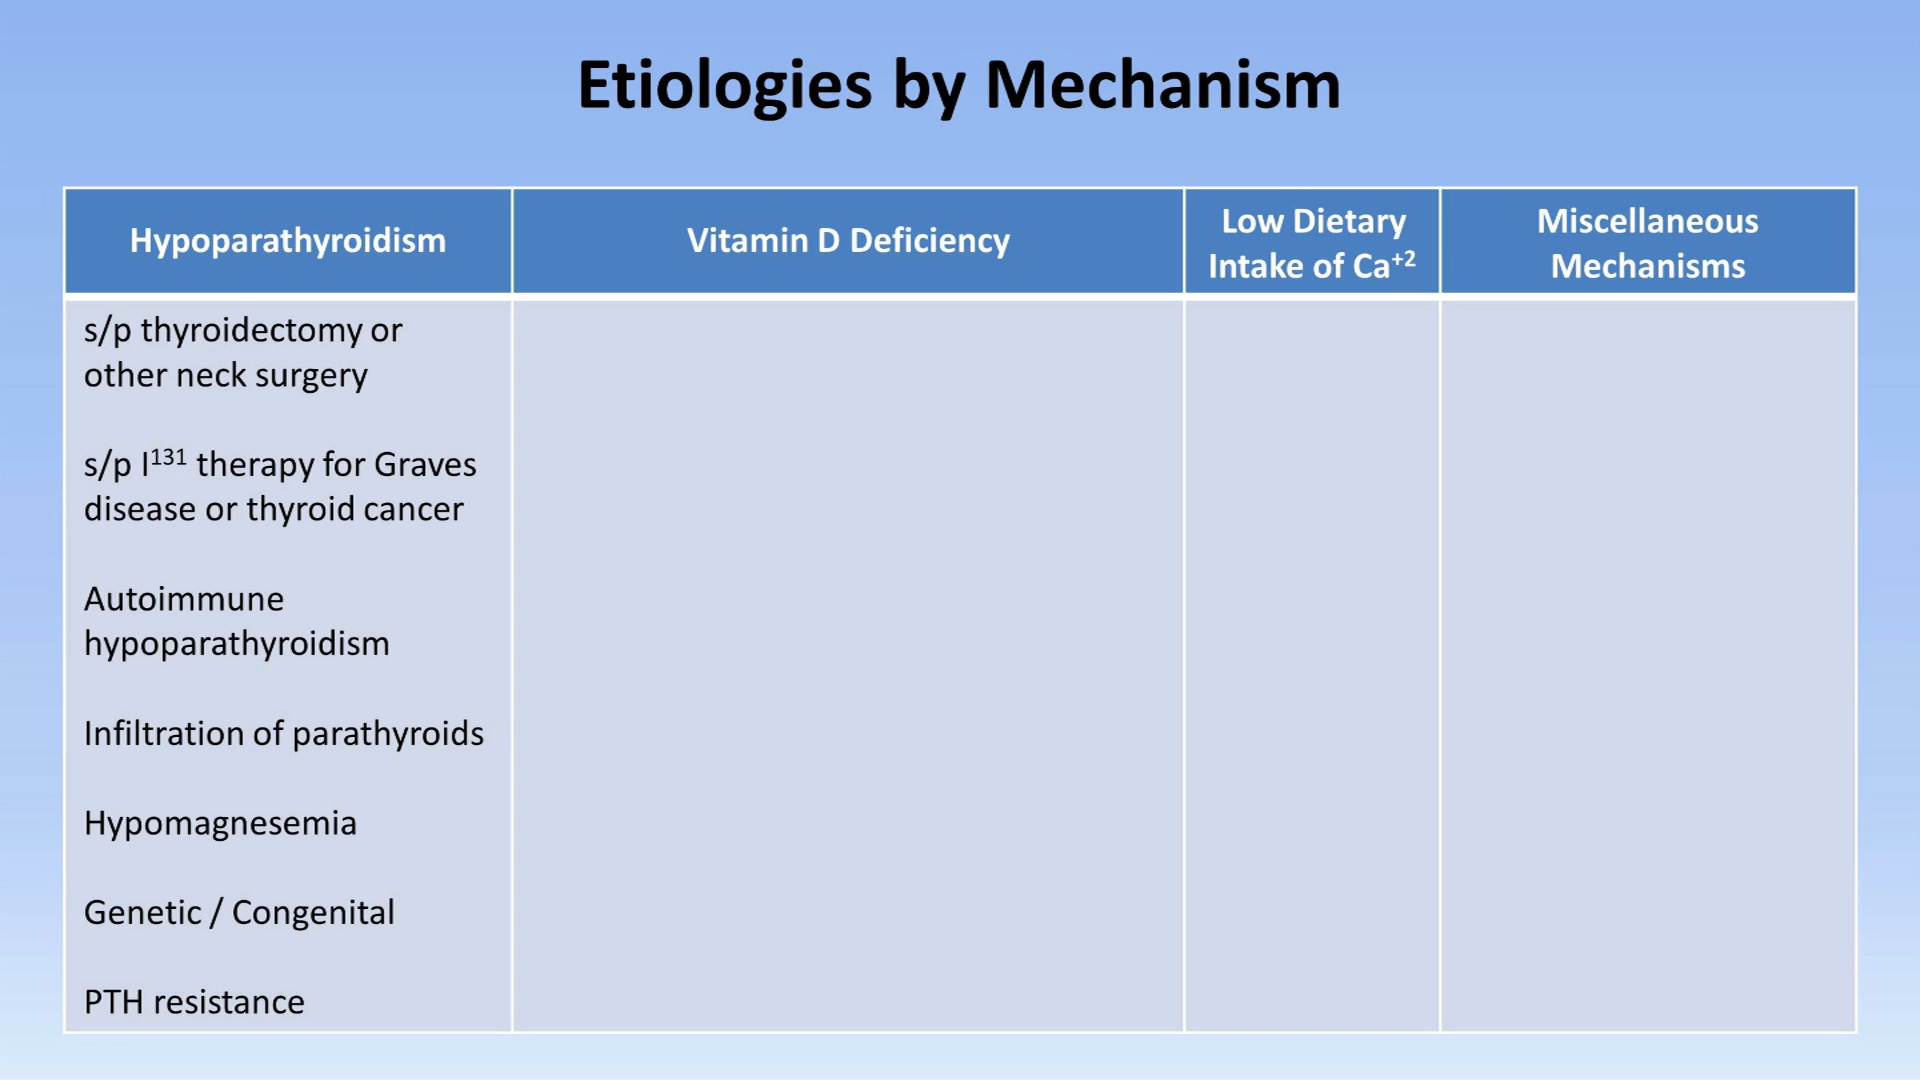 Etiologies by Mechanism
Hypoparathyroidism
Vitamin D Deficiency
Low Dietary
Intake of Ca⁺²
Miscellaneous
Mechanisms
s/p thyroidectomy or
other neck surgery
s/p I¹³¹ therapy for Graves
disease or thyroid cancer
Autoimmune
hypoparathyroidism
Infiltration of parathyroids
Hypomagnesemia
Genetic / Congenital
PTH resistance